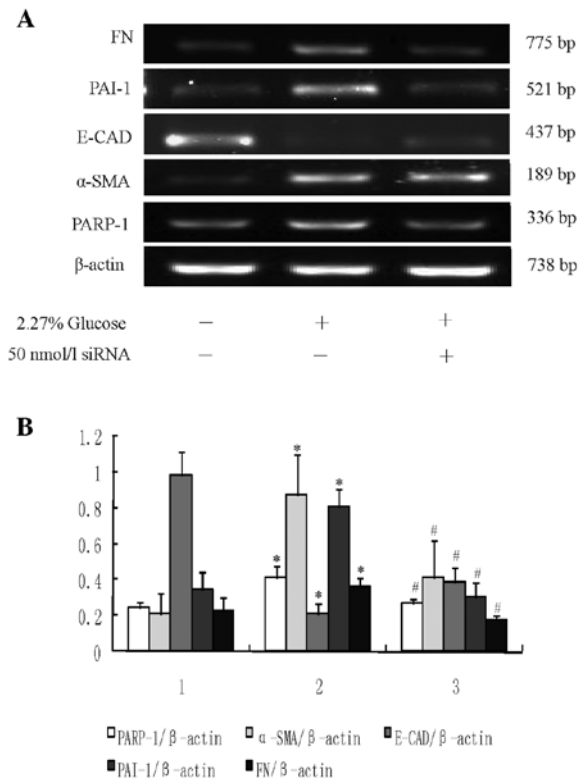 A
FN 775 bp
PAI-1 521 bp
E-CAD 437 bp
α-SMA 189 bp
PARP-1 336 bp
β-actin 738 bp
2.27% Glucose − + +
50 nmol/l siRNA − − +
B
1.2
1
0.8
0.6
0.4
0.2
0
* * * * *
# # # # #
1 2 3
PARP-1/β-actin α-SMA/β-actin E-CAD/β-actin
PAI-1/β-actin FN/β-actin